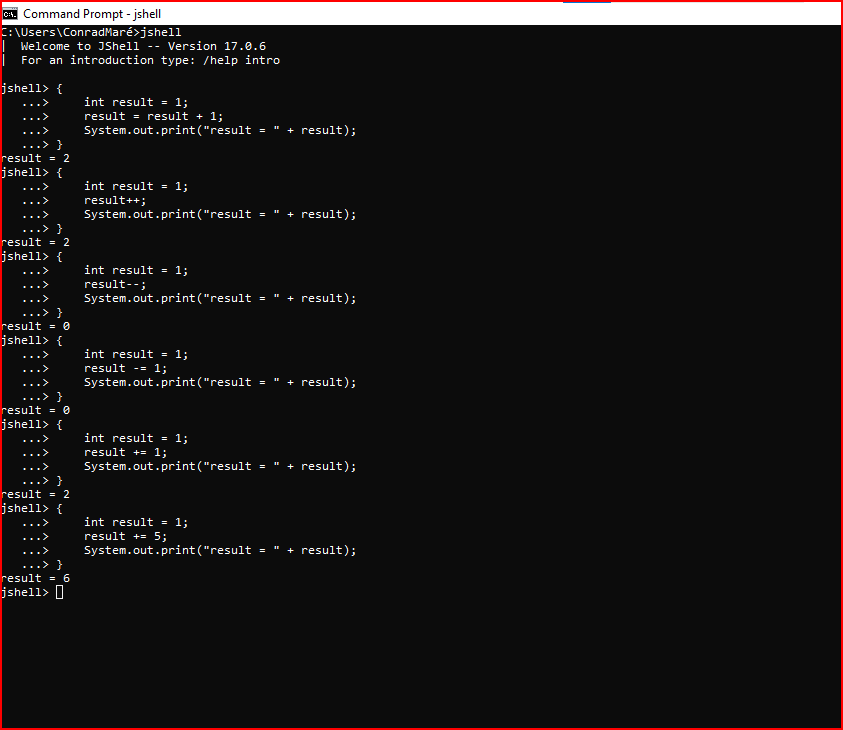 Command Prompt - jshell
C:\Users\ConradMaré>jshell
|  Welcome to JShell -- Version 17.0.6
|  For an introduction type: /help intro

jshell> {
   ...>     int result = 1;
   ...>     result = result + 1;
   ...>     System.out.print("result = " + result);
   ...> }
result = 2
jshell> {
   ...>     int result = 1;
   ...>     result++;
   ...>     System.out.print("result = " + result);
   ...> }
result = 2
jshell> {
   ...>     int result = 1;
   ...>     result--;
   ...>     System.out.print("result = " + result);
   ...> }
result = 0
jshell> {
   ...>     int result = 1;
   ...>     result -= 1;
   ...>     System.out.print("result = " + result);
   ...> }
result = 0
jshell> {
   ...>     int result = 1;
   ...>     result += 1;
   ...>     System.out.print("result = " + result);
   ...> }
result = 2
jshell> {
   ...>     int result = 1;
   ...>     result += 5;
   ...>     System.out.print("result = " + result);
   ...> }
result = 6
jshell>